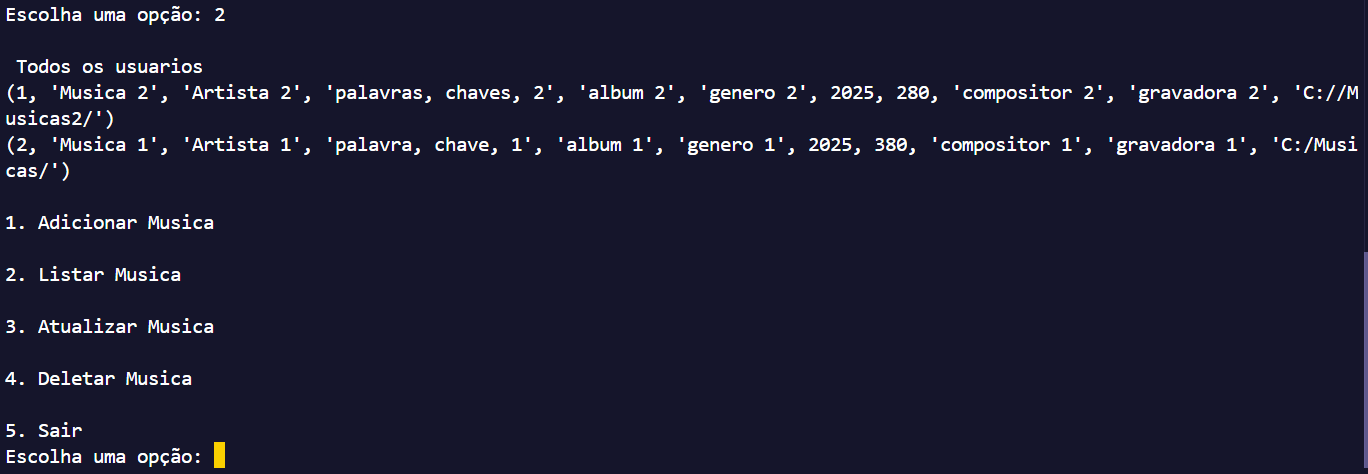 Escolha uma opção: 2
Todos os usuarios
(1, 'Musica 2', 'Artista 2', 'palavras, chaves, 2', 'album 2', 'genero 2', 2025, 280, 'compositor 2', 'gravadora 2', 'C://M
usicas2/')
(2, 'Musica 1', 'Artista 1', 'palavra, chave, 1', 'album 1', 'genero 1', 2025, 380, 'compositor 1', 'gravadora 1', 'C:/Musi
cas/')
1. Adicionar Musica
2. Listar Musica
3. Atualizar Musica
4. Deletar Musica
5. Sair
Escolha uma opção: